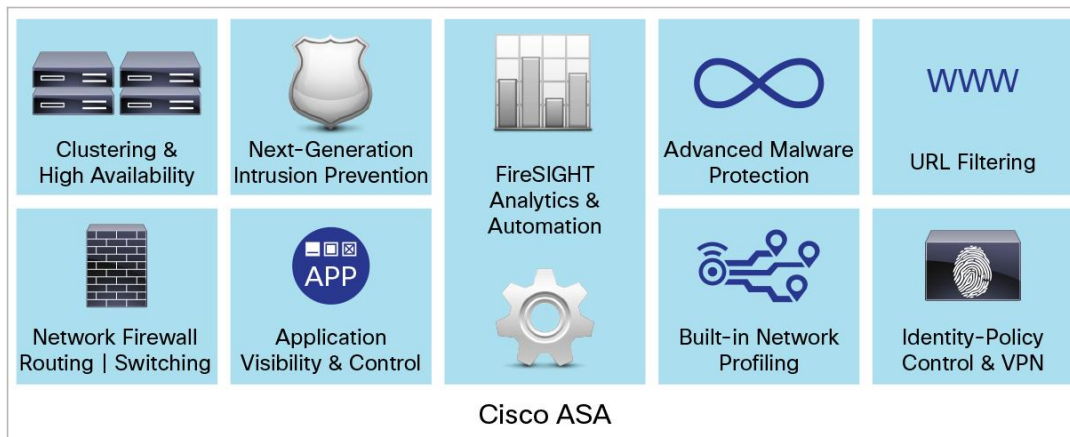 Clustering &
High Availability
Next-Generation
Intrusion Prevention
FireSIGHT
Analytics &
Automation
Advanced Malware
Protection
WWW
URL Filtering
Network Firewall
Routing | Switching
APP
Application
Visibility & Control
Built-in Network
Profiling
Identity-Policy
Control & VPN
Cisco ASA